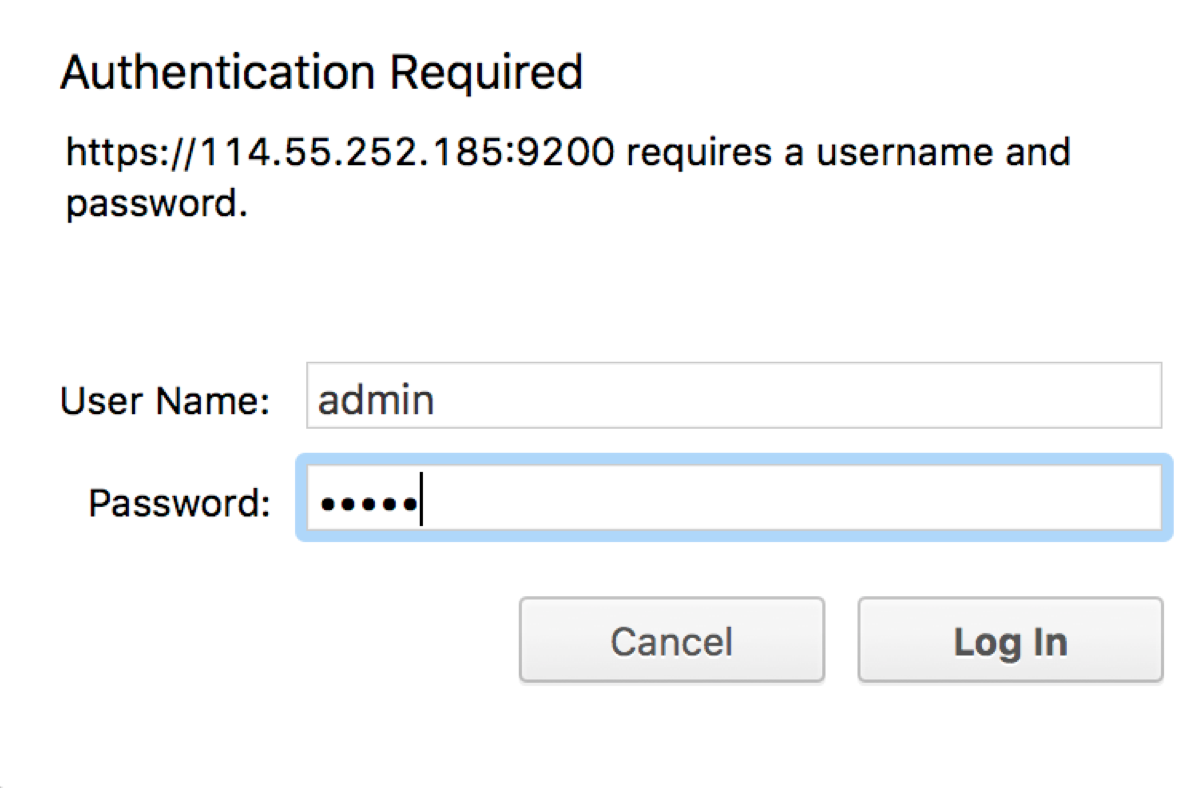 Authentication Required
https://114.55.252.185:9200 requires a username and
password.
User Name: admin
Password: •••••
Cancel Log In